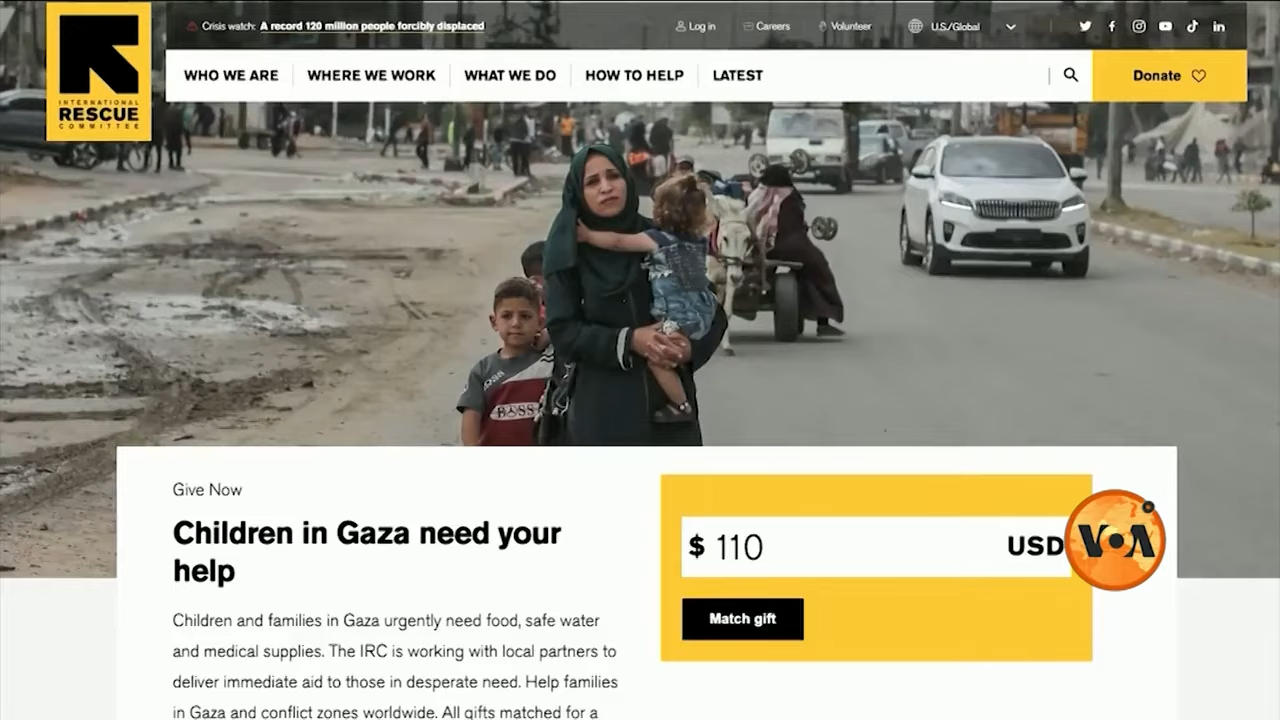 Crisis watch: A record 120 million people forcibly displaced
Log in
Careers
Volunteer
U.S./Global
INTERNATIONAL
RESCUE
COMMITTEE
WHO WE ARE
WHERE WE WORK
WHAT WE DO
HOW TO HELP
LATEST
Donate
BOSS
Give Now
Children in Gaza need your
help
Children and families in Gaza urgently need food, safe water
and medical supplies. The IRC is working with local partners to
deliver immediate aid to those in desperate need. Help families
in Gaza and conflict zones worldwide. All gifts matched for a
$ 110
USD
Match gift
VOA